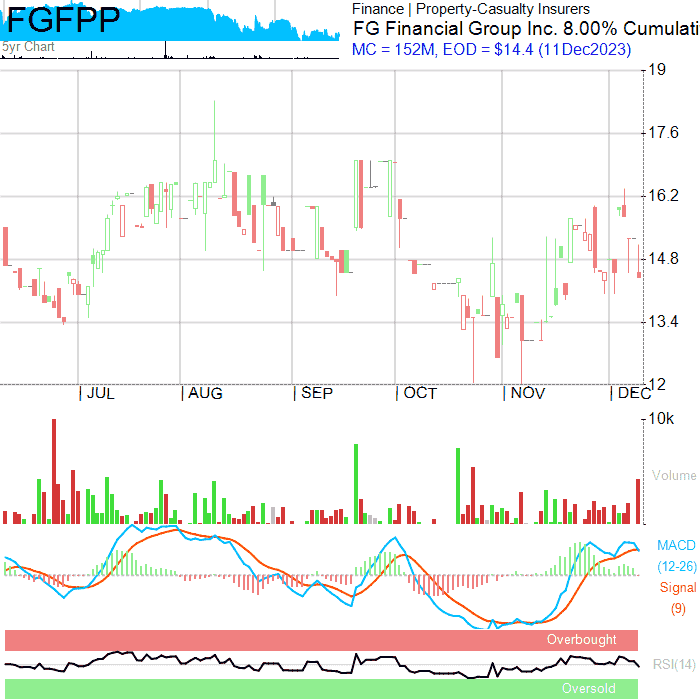 FGFPP
5yr Chart
Finance | Property-Casualty Insurers
FG Financial Group Inc. 8.00% Cumulati
MC = 152M, EOD = $14.4 (11Dec2023)
19
17.6
16.2
14.8
13.4
12
JUL AUG SEP OCT NOV DEC
10k
Volume
MACD
(12-26)
Signal
(9)
Overbought
RSI(14)
Oversold